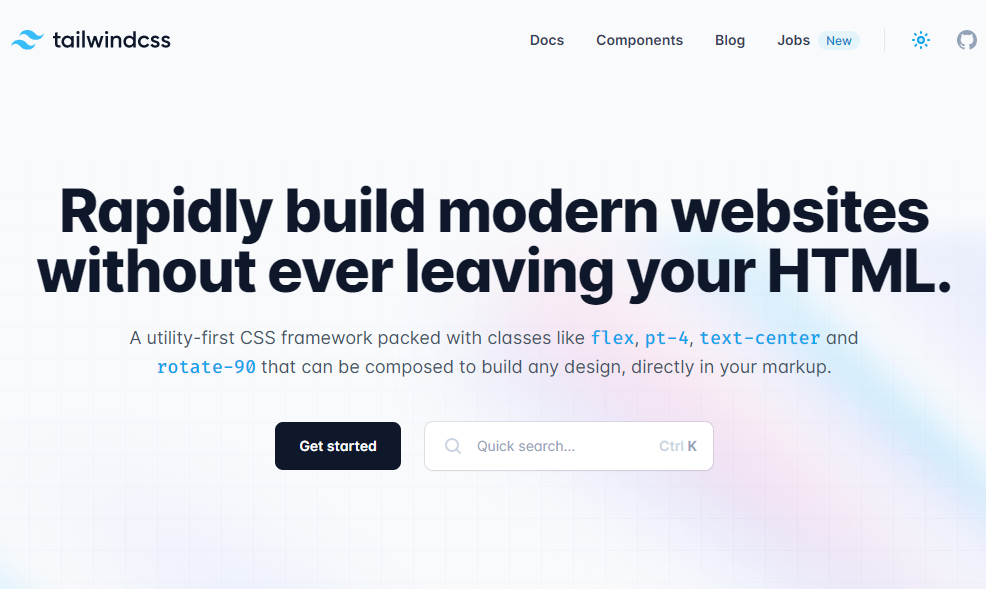 tailwindcss
Docs Components Blog Jobs New
Rapidly build modern websites
without ever leaving your HTML.
A utility-first CSS framework packed with classes like flex, pt-4, text-center and
rotate-90 that can be composed to build any design, directly in your markup.
Get started
Quick search... Ctrl K